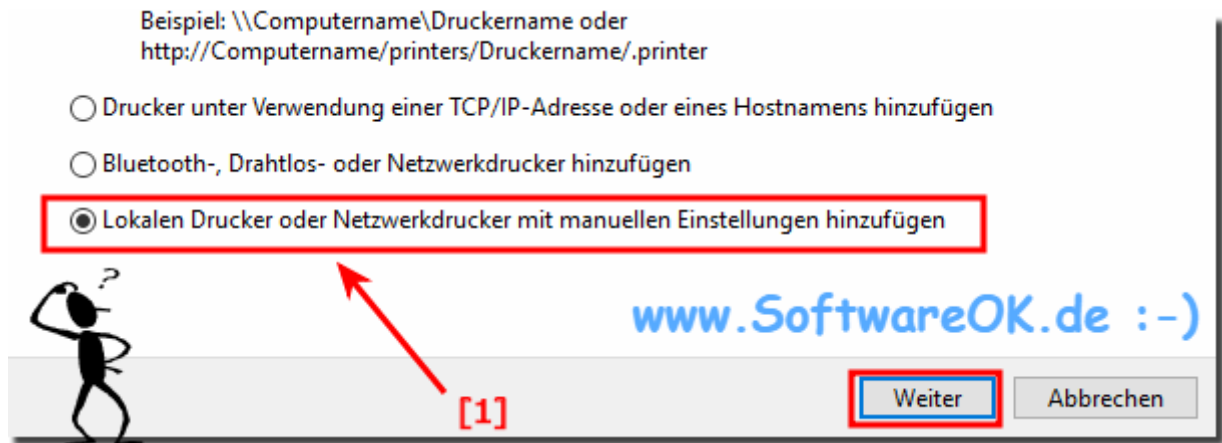 Beispiel: \\Computername\Druckername oder
http://Computername/printers/Druckername/.printer
Drucker unter Verwendung einer TCP/IP-Adresse oder eines Hostnamens hinzufügen
Bluetooth-, Drahtlos- oder Netzwerkdrucker hinzufügen
Lokalen Drucker oder Netzwerkdrucker mit manuellen Einstellungen hinzufügen
?
www.SoftwareOK.de :-)
[1]
Weiter Abbrechen